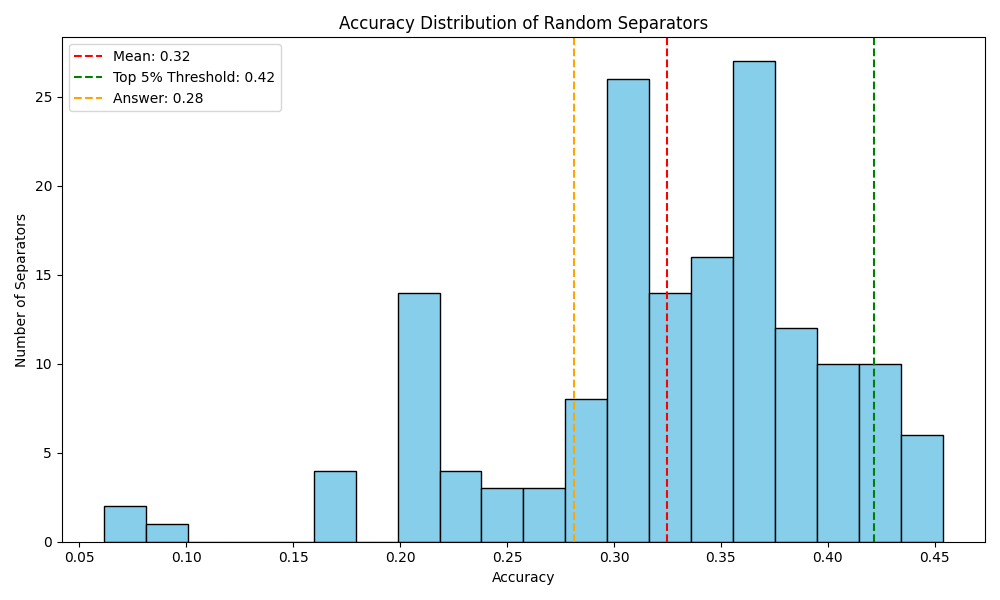 Accuracy Distribution of Random Separators
Mean: 0.32
Top 5% Threshold: 0.42
Answer: 0.28
Number of Separators
25
20
15
10
5
0
0.05 0.10 0.15 0.20 0.25 0.30 0.35 0.40 0.45
Accuracy